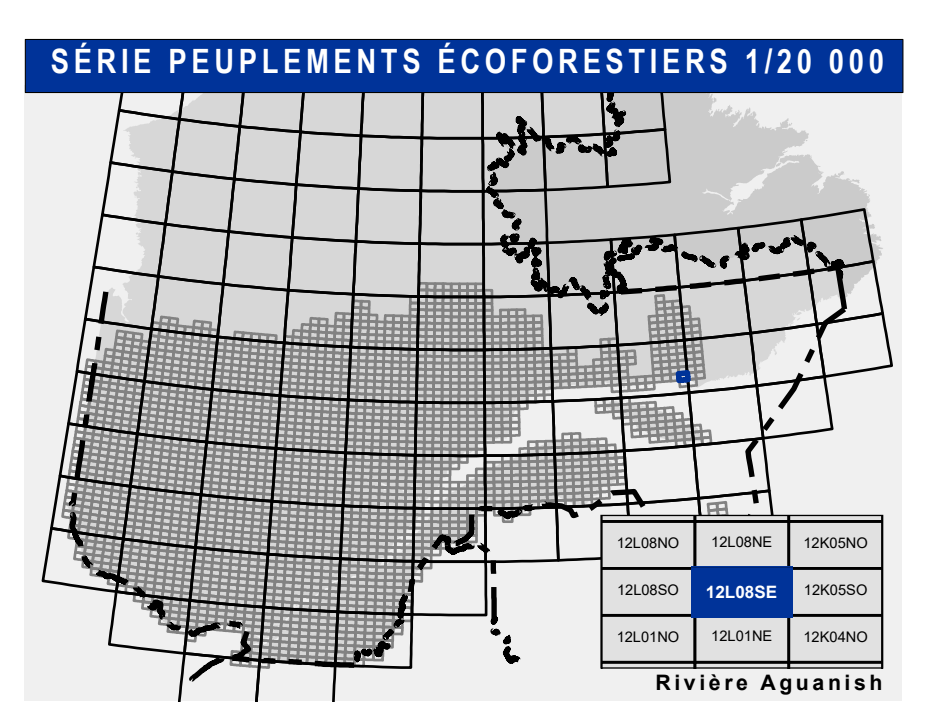 SÉRIE PEUPLEMENTS ÉCOFORESTIERS 1/20 000
12L08NO 12L08NE 12K05NO
12L08SO 12L08SE 12K05SO
12L01NO 12L01NE 12K04NO
Rivière Aguanish